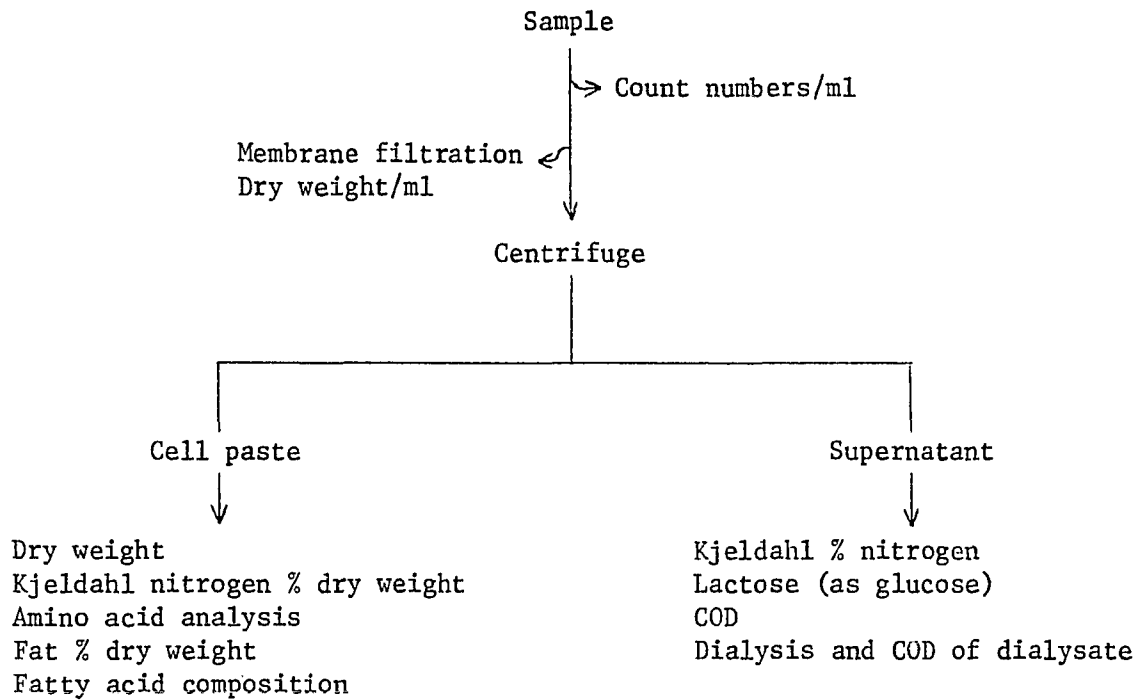 Sample
Count numbers/ml
Membrane filtration
Dry weight/ml
Centrifuge
Cell paste
Supernatant
Dry weight
Kjeldahl nitrogen % dry weight
Amino acid analysis
Fat % dry weight
Fatty acid composition
Kjeldahl % nitrogen
Lactose (as glucose)
COD
Dialysis and COD of dialysate